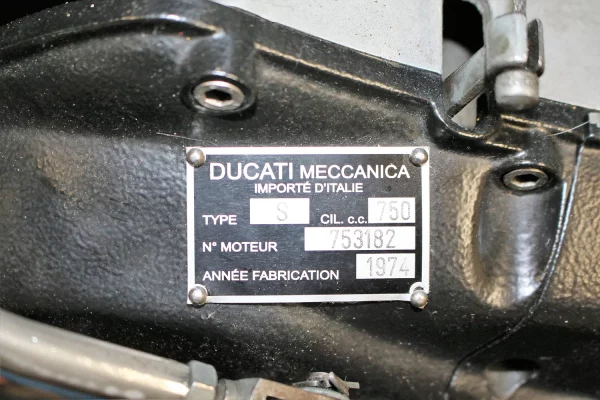 DUCATI MECCANICA
IMPORTÉ D'ITALIE
TYPE S CIL. c.c. 750
N° MOTEUR 753182
ANNÉE FABRICATION 1974